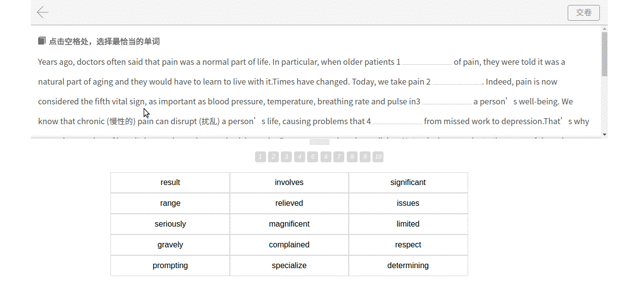 交卷
点击空格处，选择最恰当的单词
Years ago, doctors often said that pain was a normal part of life. In particular, when older patients 1 of pain, they were told it was a
natural part of aging and they would have to learn to live with it.Times have changed. Today, we take pain 2 . Indeed, pain is now
considered the fifth vital sign, as important as blood pressure, temperature, breathing rate and pulse in3 a person’s well-being. We
know that chronic (慢性的) pain can disrupt (扰乱) a person’s life, causing problems that 4 from missed work to depression.That’s why
1 2 3 4 5 6 7 8 9 10
result involves significant
range relieved issues
seriously magnificent limited
gravely complained respect
prompting specialize determining